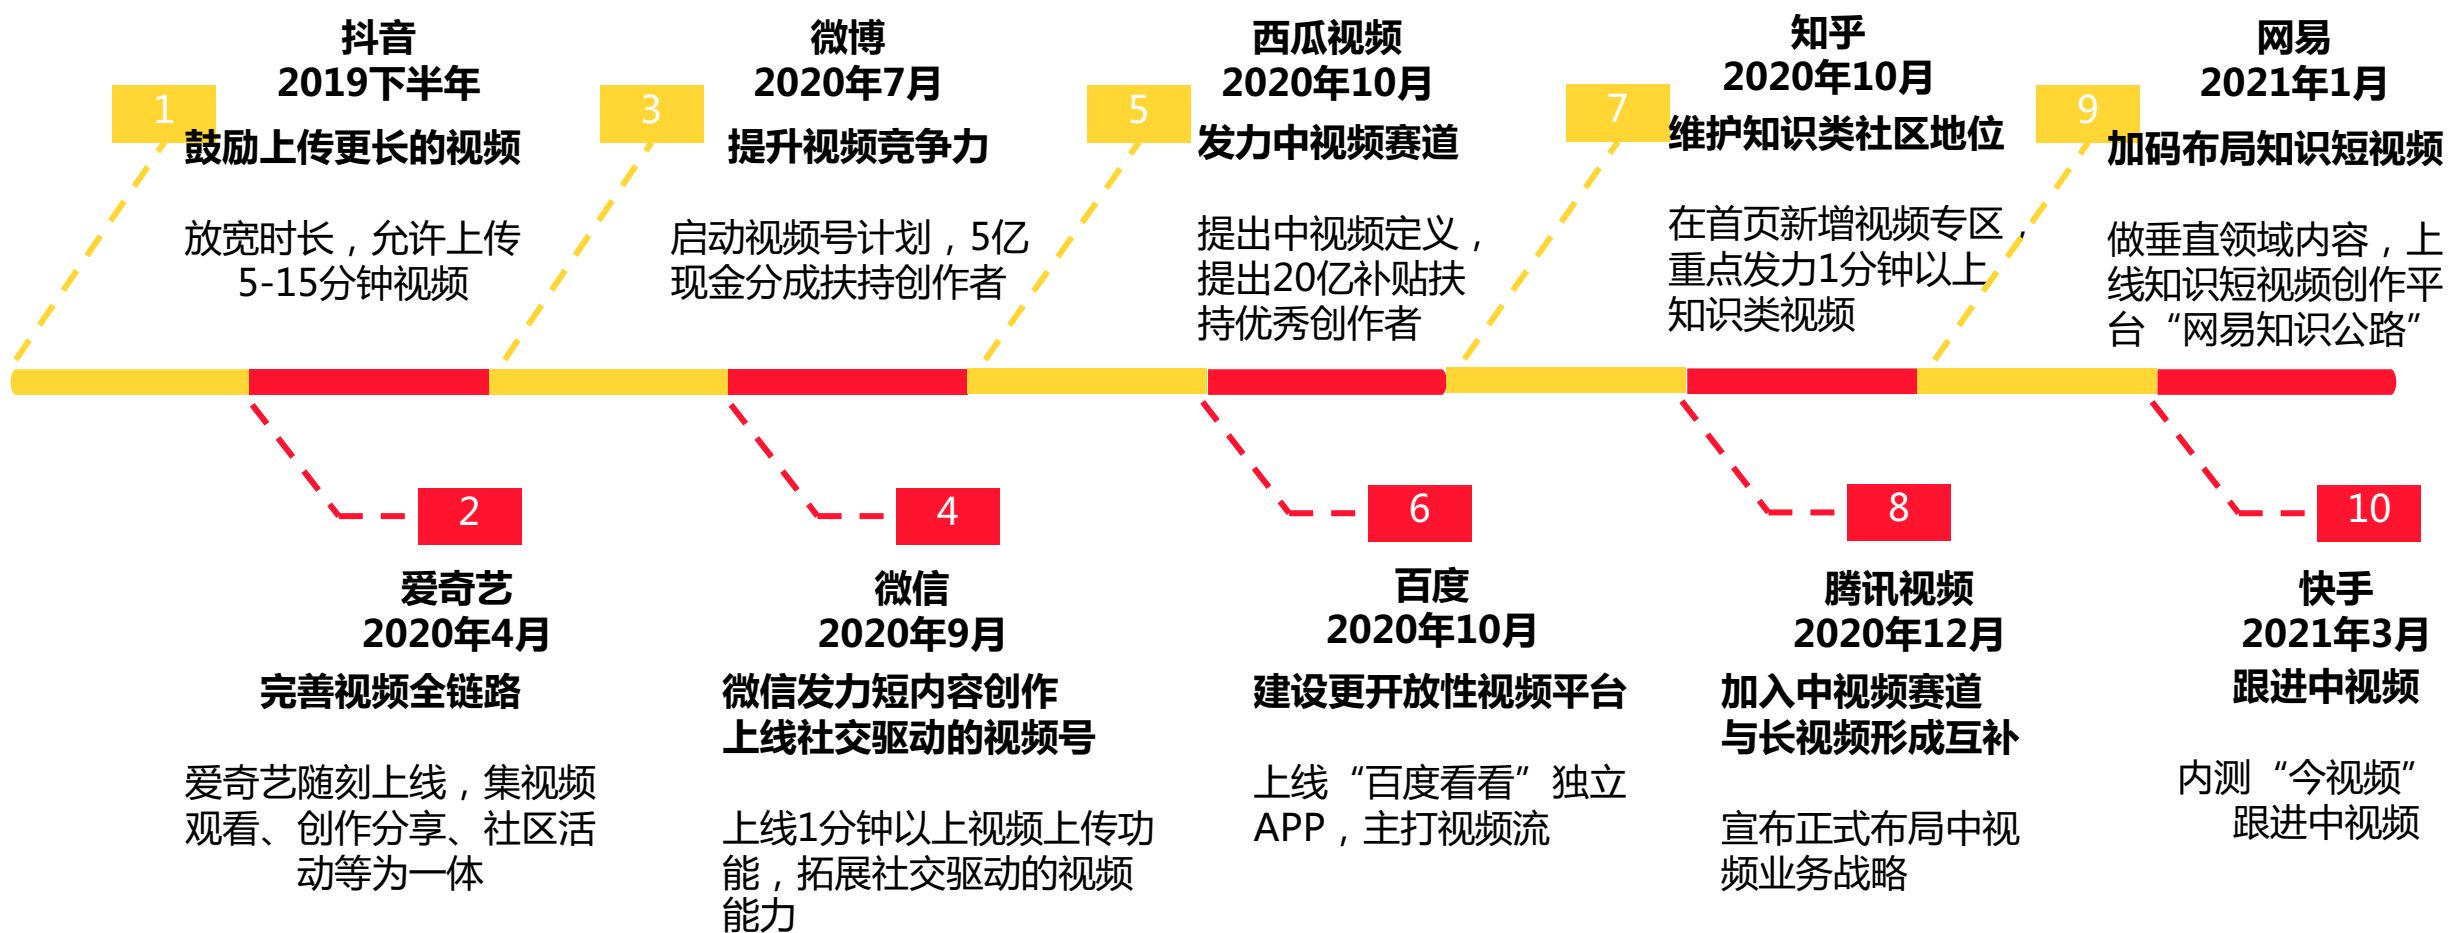 1
抖音
2019下半年
鼓励上传更长的视频
放宽时长，允许上传
5-15分钟视频
2
爱奇艺
2020年4月
完善视频全链路
爱奇艺随刻上线，集视频
观看、创作分享、社区活
动等为一体
3
微博
2020年7月
提升视频竞争力
启动视频号计划，5亿
现金分成扶持创作者
4
微信
2020年9月
微信发力短内容创作
上线社交驱动的视频号
上线1分钟以上视频上传功
能，拓展社交驱动的视频
能力
5
西瓜视频
2020年10月
发力中视频赛道
提出中视频定义，
提出20亿补贴扶
持优秀创作者
6
百度
2020年10月
建设更开放性视频平台
上线“百度看看”独立
APP，主打视频流
7
知乎
2020年10月
维护知识类社区地位
在首页新增视频专区，
重点发力1分钟以上
知识类视频
8
腾讯视频
2020年12月
加入中视频赛道
与长视频形成互补
宣布正式布局中视
频业务战略
9
网易
2021年1月
加码布局知识短视频
做垂直领域内容，上
线知识短视频创作平
台“网易知识公路”
10
快手
2021年3月
跟进中视频
内测“今视频”
跟进中视频